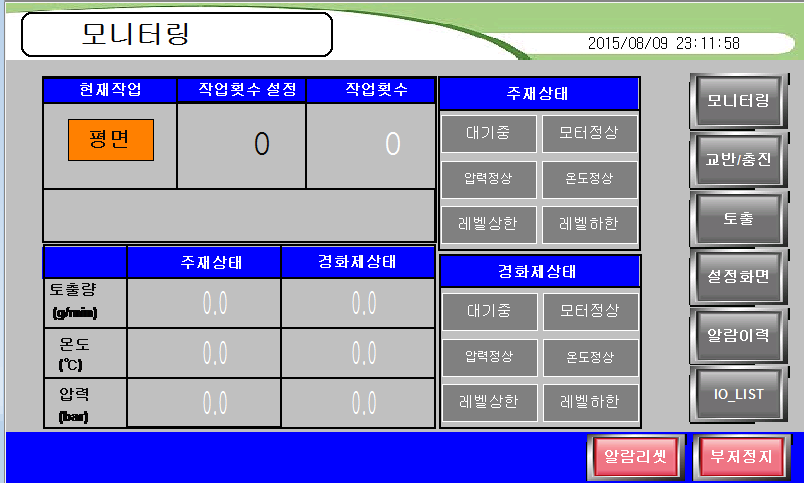 모니터링
2015/08/09 23:11:58
현재작업 작업횟수 설정 작업횟수
평면 0 0
주재상태
대기중 모터정상
압력정상 온도정상
레벨상한 레벨하한
주재상태 경화제상태
토출량
(g/min) 0.0 0.0
온도
(℃) 0.0 0.0
압력
(bar) 0.0 0.0
경화제상태
대기중 모터정상
압력정상 온도정상
레벨상한 레벨하한
모니터링
교반/충진
토출
설정화면
알람이력
IO_LIST
알람리셋 부저정지